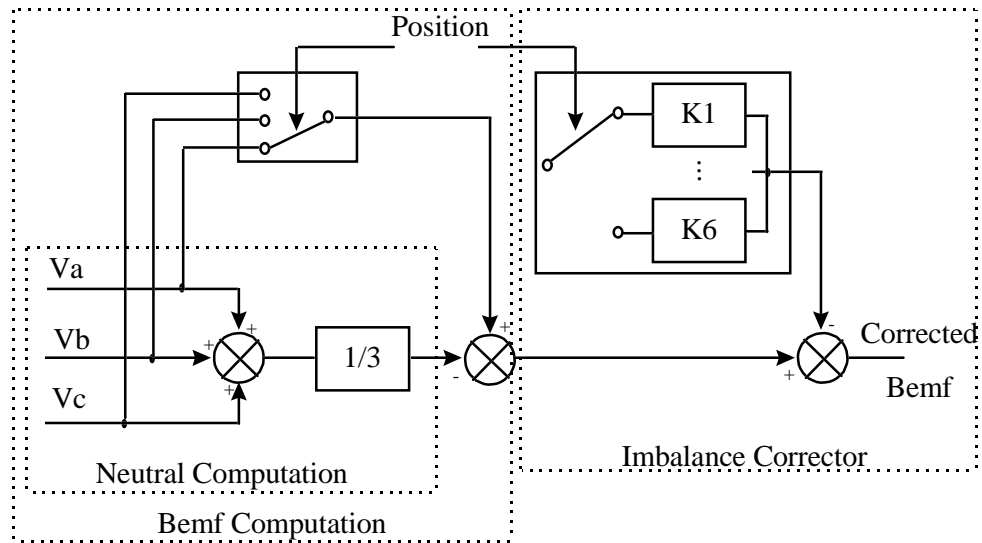 Position
K1
⋮
K6
Va
Vb
Vc
+
+
+
1/3
+
-
-
+
Corrected
Bemf
Neutral Computation
Imbalance Corrector
Bemf Computation